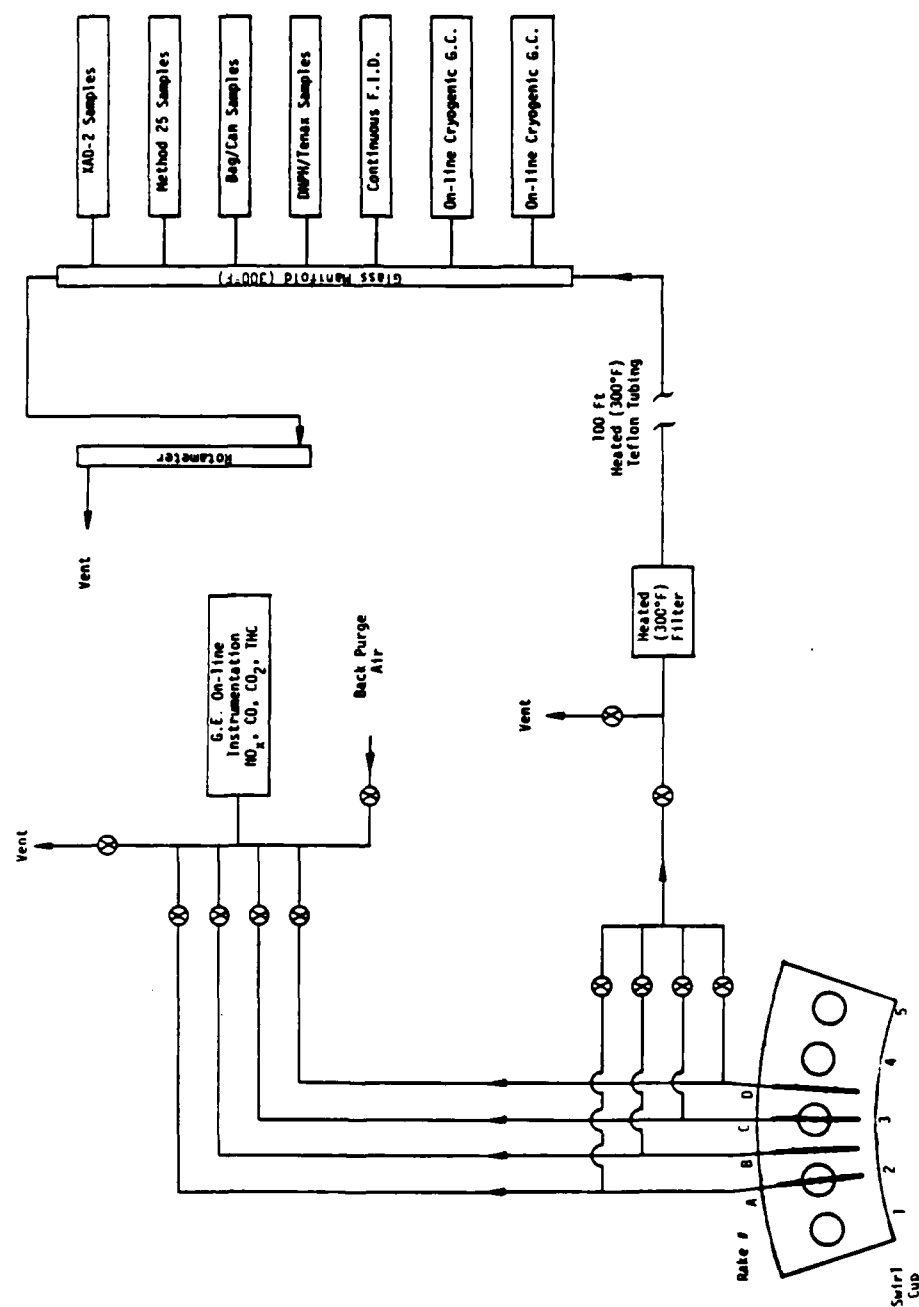 XAD-2 Samples
Method 25 Samples
Bag/Can Samples
DNPH/Tenax Samples
Continuous F.I.D.
On-line Cryogenic G.C.
On-line Cryogenic G.C.
Glass Manifold (300°F)
Rotameter
Vent
100 Ft
Heated (300°F)
Teflon Tubing
G.E. On-line
Instrumentation
NOx, CO, CO2, THC
Back Purge
Air
Vent
Heated
(300°F)
Filter
Vent
Rake #
A
B
C
D
Swirl
Cup
1
2
3
4
5